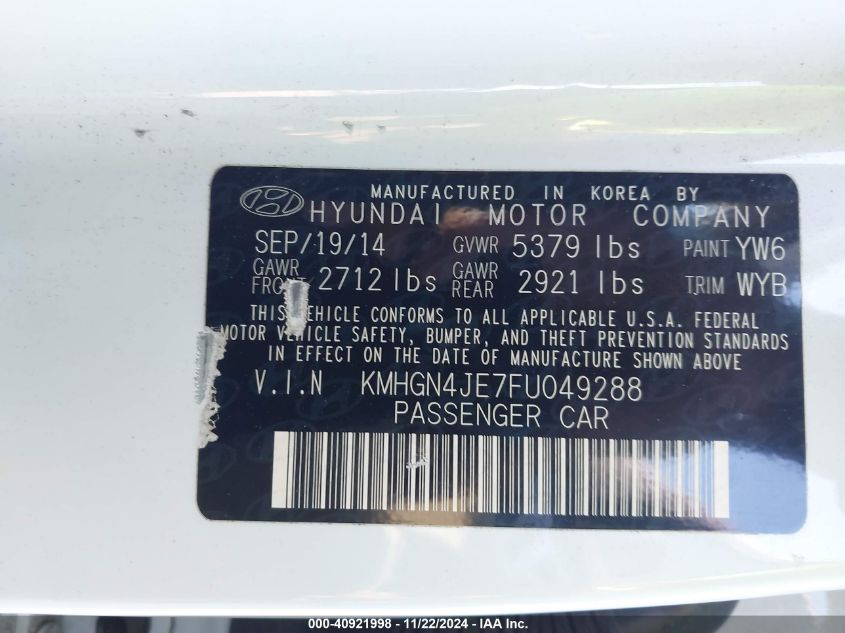 MANUFACTURED IN KOREA BY
HYUNDAI MOTOR COMPANY
SEP/19/14 GVWR 5379 lbs PAINT YW6
GAWR FRONT 2712 lbs GAWR REAR 2921 lbs TRIM WYB
THIS VEHICLE CONFORMS TO ALL APPLICABLE U.S.A. FEDERAL
MOTOR VEHICLE SAFETY, BUMPER, AND THEFT PREVENTION STANDARDS
IN EFFECT ON THE DATE OF MANUFACTURE SHOWN ABOVE
V.I.N KMHGN4JE7FU049288
PASSENGER CAR
000-40921998 - 11/22/2024 - IAA Inc.